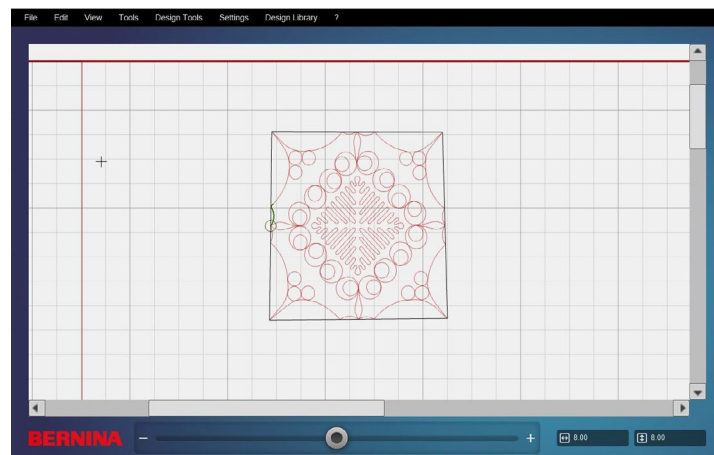 File Edit View Tools Design Tools Settings Design Library ?
BERNINA - + 8.00 8.00